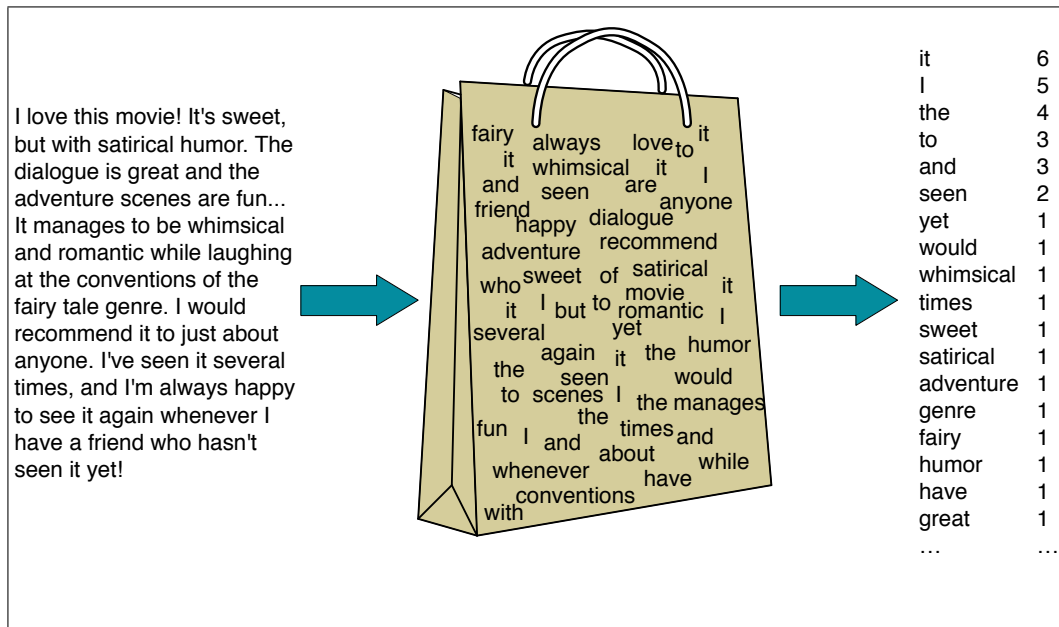 I love this movie! It's sweet,
but with satirical humor. The
dialogue is great and the
adventure scenes are fun...
It manages to be whimsical
and romantic while laughing
at the conventions of the
fairy tale genre. I would
recommend it to just about
anyone. I've seen it several
times, and I'm always happy
to see it again whenever I
have a friend who hasn't
seen it yet!
fairy always love to it
it whimsical it I
and seen are anyone
friend happy dialogue
adventure recommend
who sweet of satirical it
it I but to movie romantic I
several yet
again it the humor
the seen would
to scenes I the manages
the times and
fun I and about while
whenever have
conventions
with
it 6
I 5
the 4
to 3
and 3
seen 2
yet 1
would 1
whimsical 1
times 1
sweet 1
satirical 1
adventure 1
genre 1
fairy 1
humor 1
have 1
great 1
… …